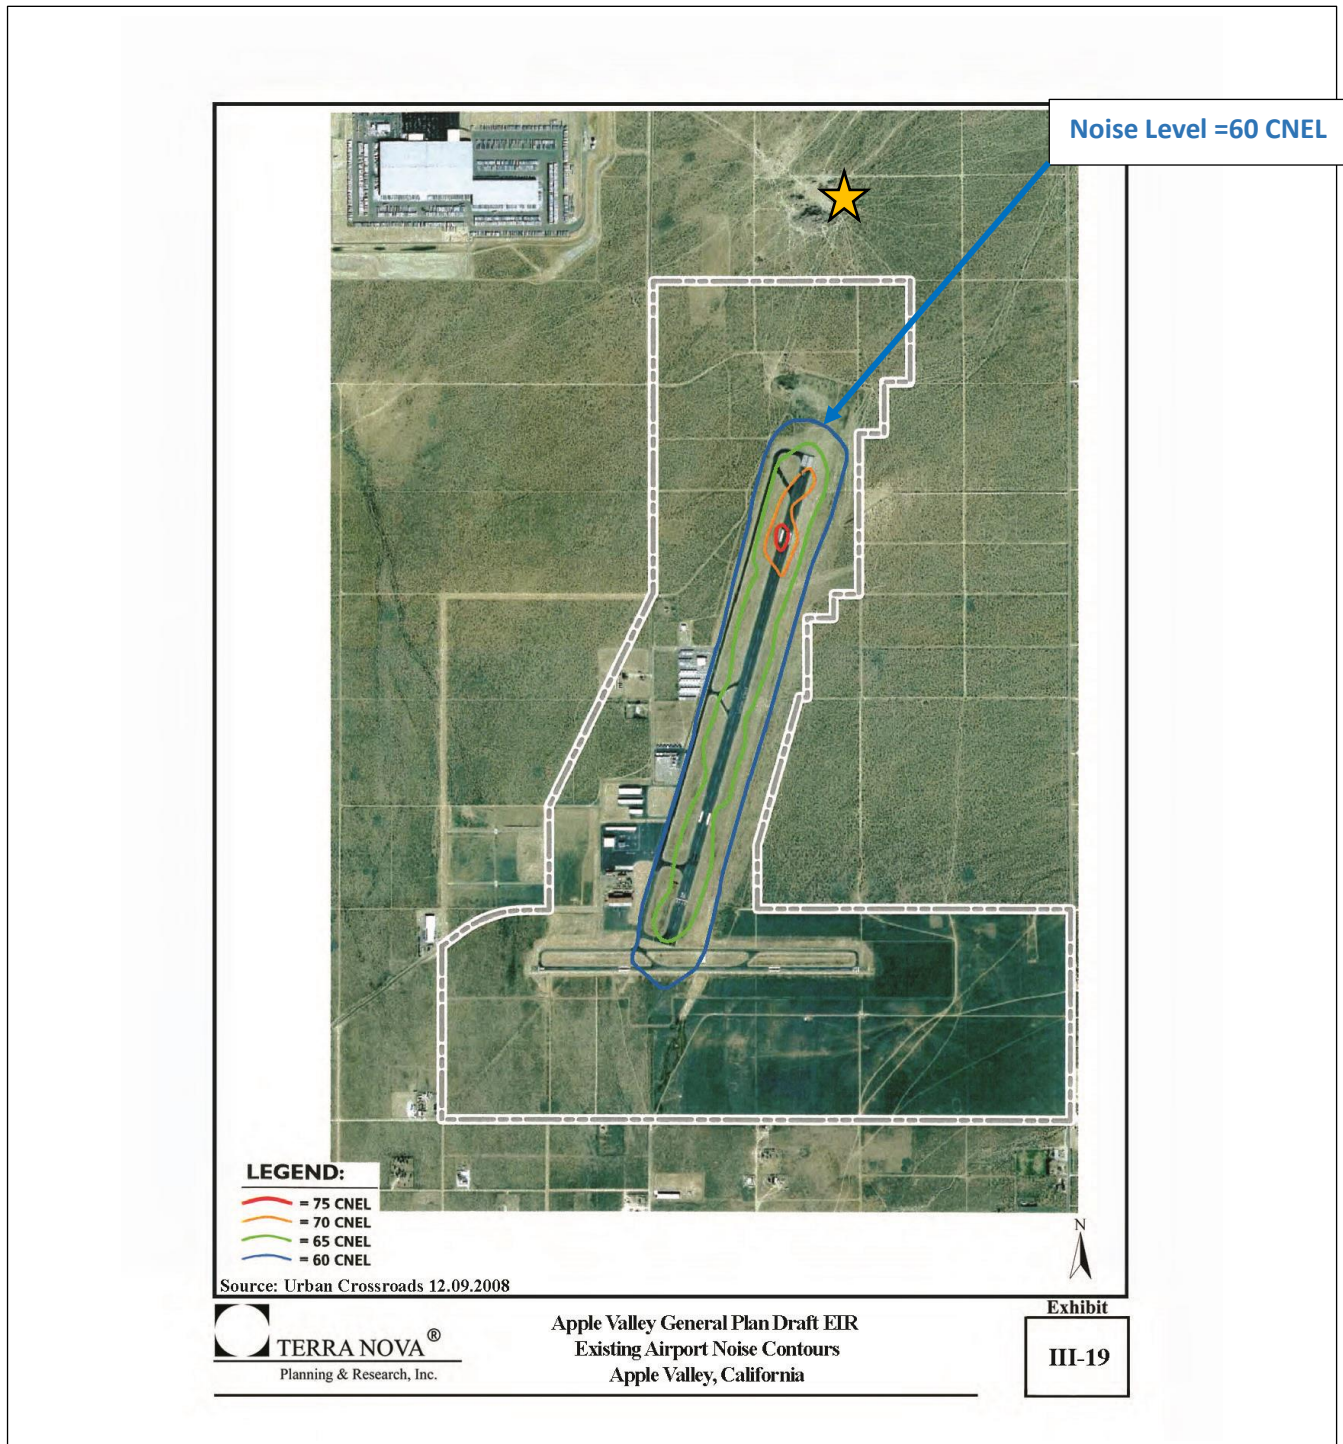 Noise Level =60 CNEL
LEGEND:
= 75 CNEL
= 70 CNEL
= 65 CNEL
= 60 CNEL
N
Source: Urban Crossroads 12.09.2008
TERRA NOVA®
Planning & Research, Inc.
Apple Valley General Plan Draft EIR
Existing Airport Noise Contours
Apple Valley, California
Exhibit
III-19